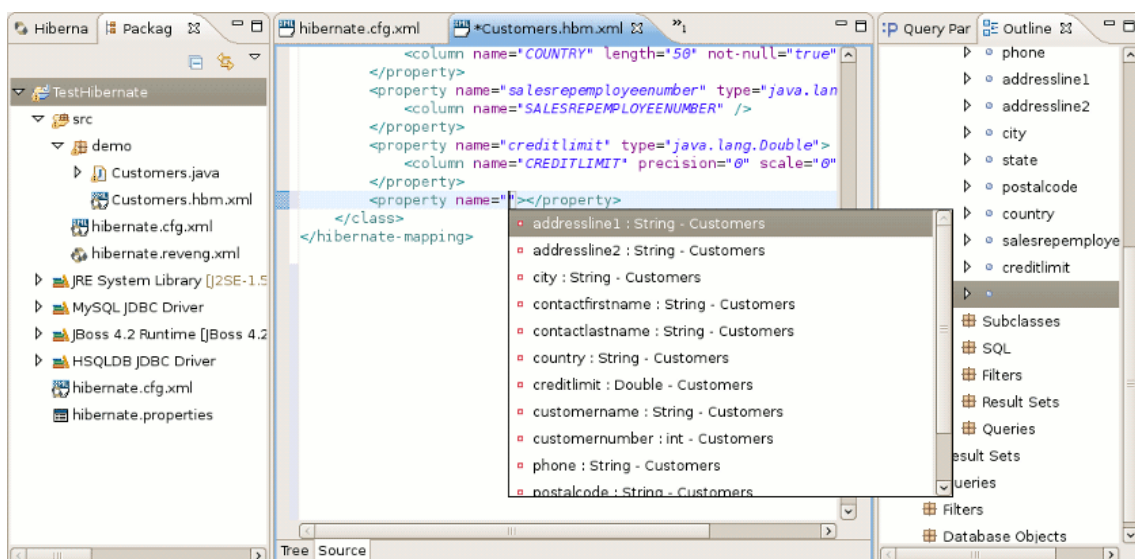 Hiberna
Packag
TestHibernate
src
demo
Customers.java
Customers.hbm.xml
hibernate.cfg.xml
hibernate.reveng.xml
JRE System Library [J2SE-1.5
MySQL JDBC Driver
JBoss 4.2 Runtime [JBoss 4.2
HSQLDB JDBC Driver
hibernate.cfg.xml
hibernate.properties
hibernate.cfg.xml
*Customers.hbm.xml
»1
<column name="COUNTRY" length="50" not-null="true"
</property>
<property name="salesrepemployeenumber" type="java.lan
<column name="SALESREPEMPLOYEENUMBER" />
</property>
<property name="creditlimit" type="java.lang.Double">
<column name="CREDITLIMIT" precision="0" scale="0"
</property>
<property name=""></property>
</class>
</hibernate-mapping>
addressline1 : String - Customers
addressline2 : String - Customers
city : String - Customers
contactfirstname : String - Customers
contactlastname : String - Customers
country : String - Customers
creditlimit : Double - Customers
customername : String - Customers
customernumber : int - Customers
phone : String - Customers
postalcode : String - Customers
Tree Source
Query Par
Outline
phone
addressline1
addressline2
city
state
postalcode
country
salesrepemploye
creditlimit
Subclasses
SQL
Filters
Result Sets
Queries
esult Sets
ueries
Filters
Database Objects